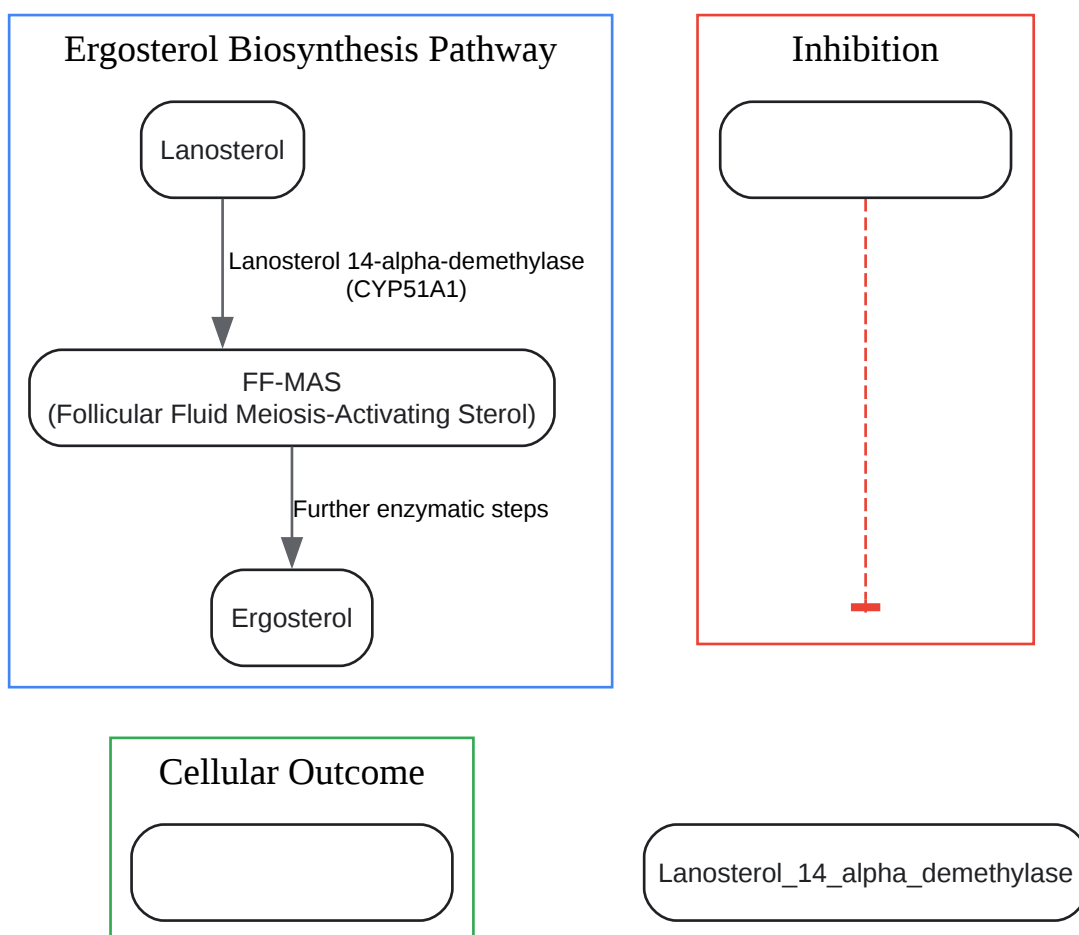 Ergosterol Biosynthesis Pathway
Lanosterol
Lanosterol 14-alpha-demethylase
(CYP51A1)
FF-MAS
(Follicular Fluid Meiosis-Activating Sterol)
Further enzymatic steps
Ergosterol
Inhibition
Cellular Outcome
Lanosterol_14_alpha_demethylase